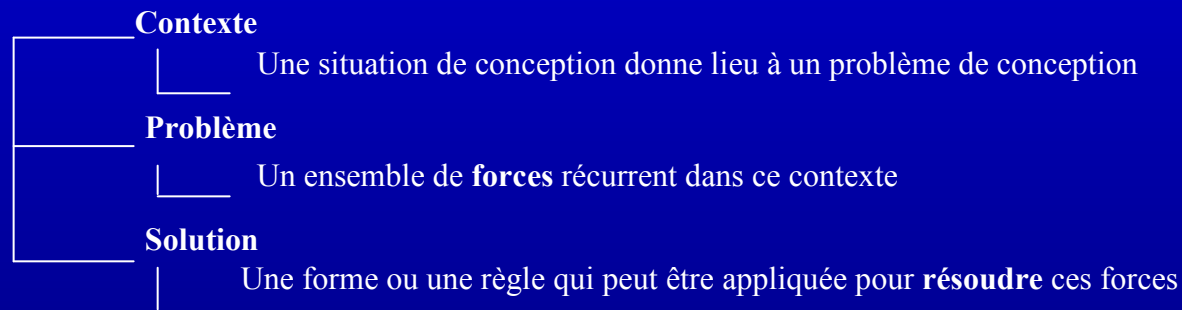 Contexte
Une situation de conception donne lieu à un problème de conception
Problème
Un ensemble de forces récurrent dans ce contexte
Solution
Une forme ou une règle qui peut être appliquée pour résoudre ces forces